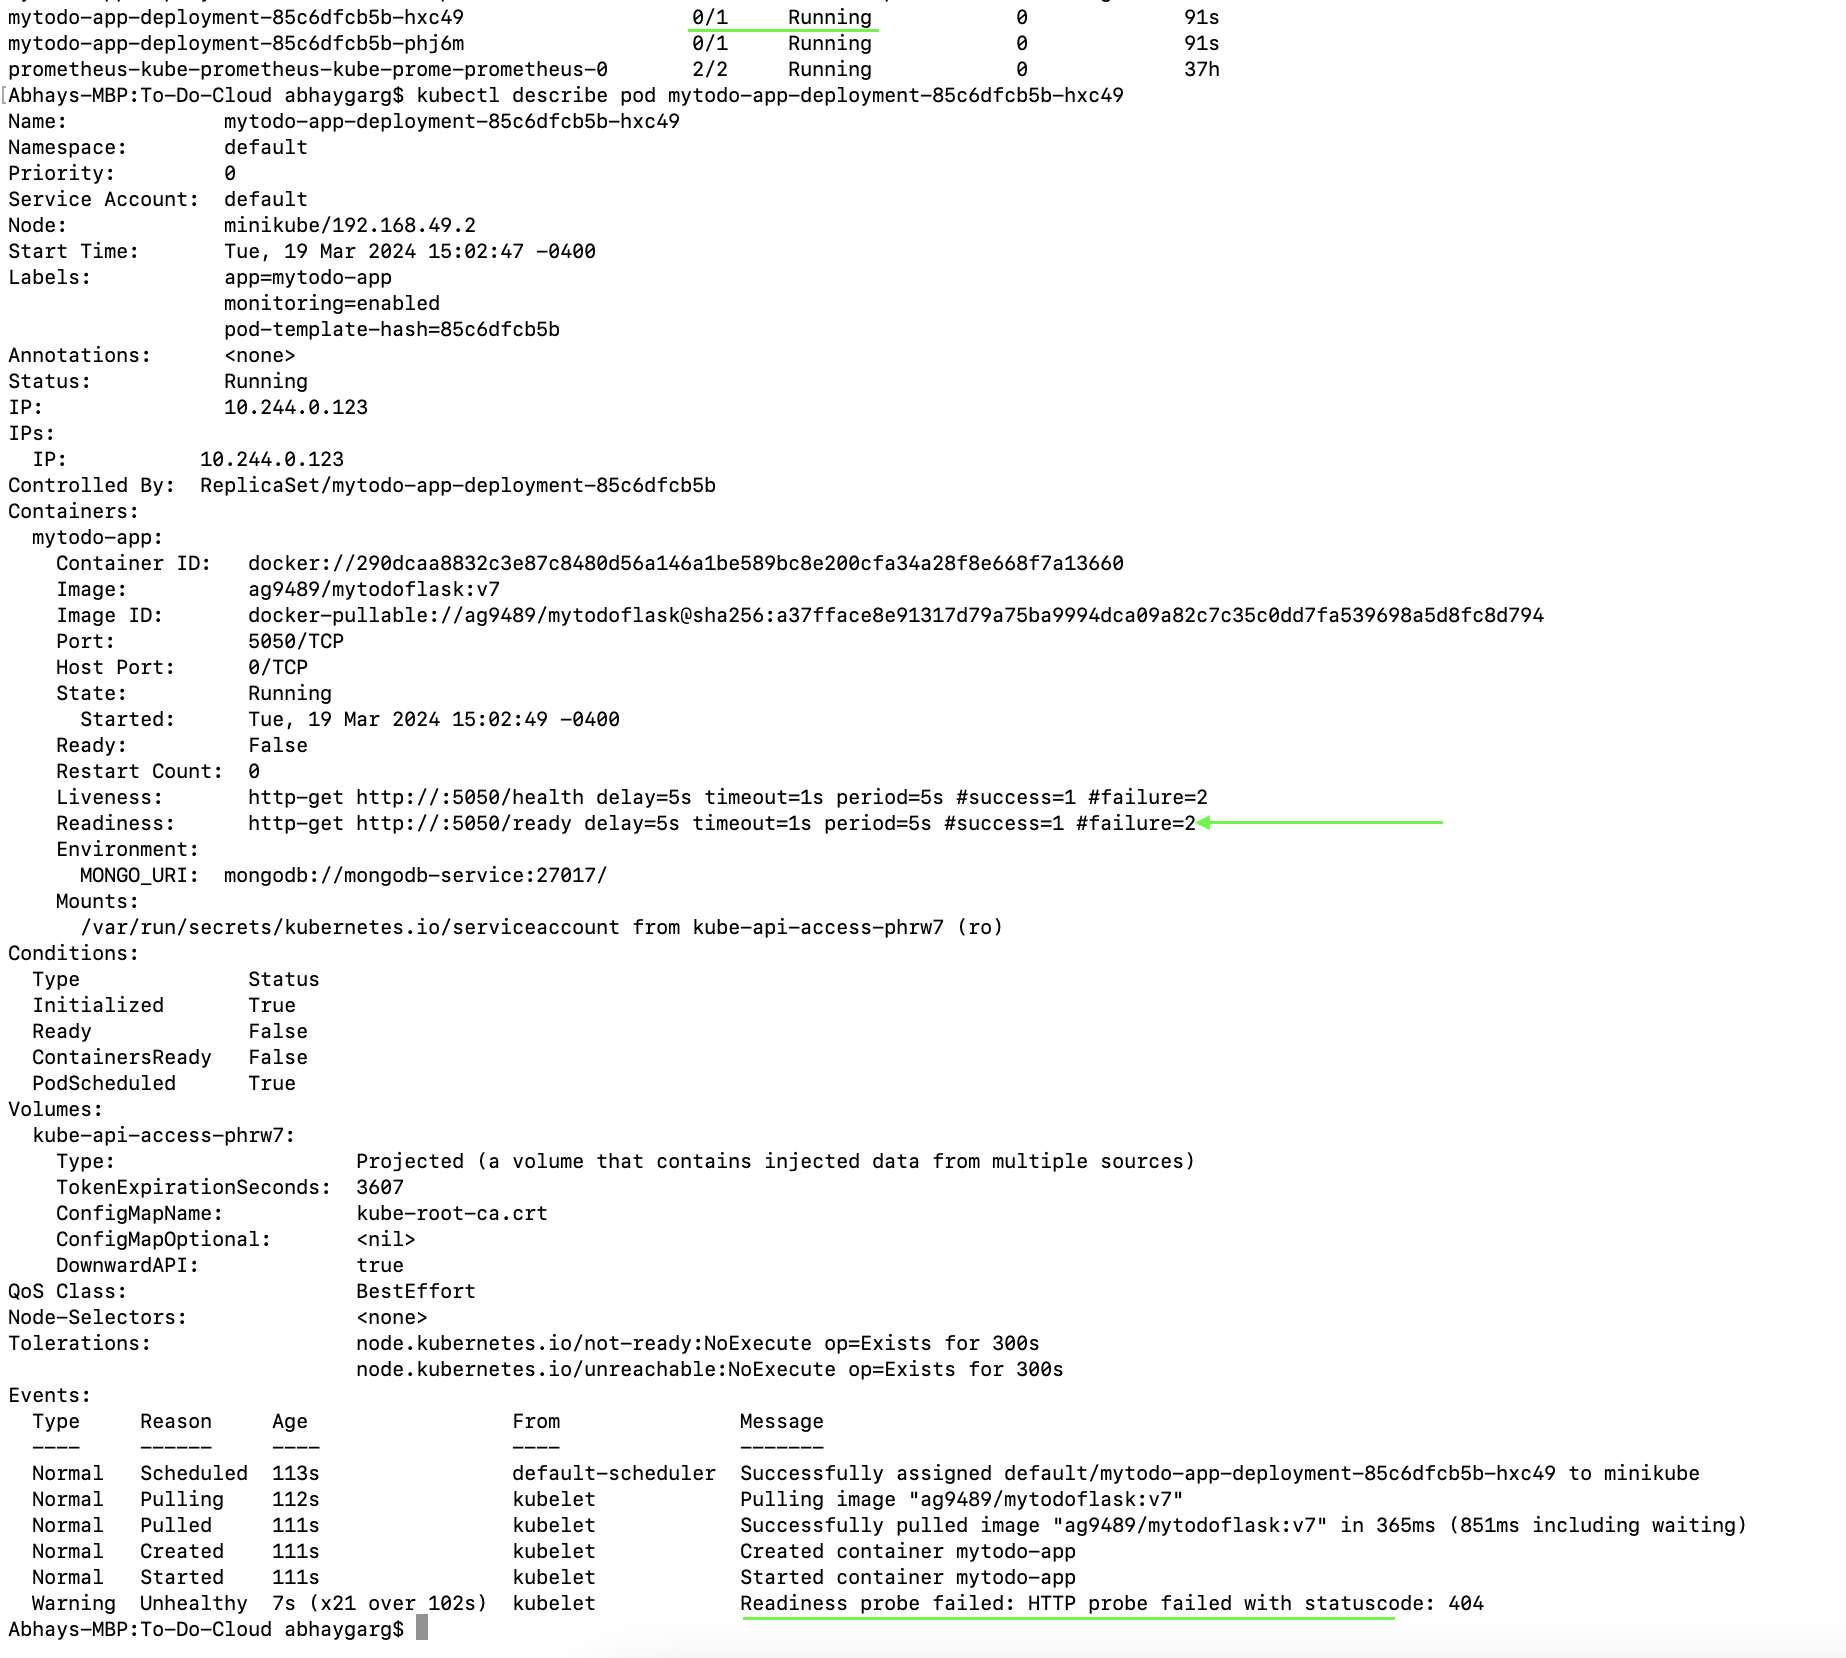 mytodo-app-deployment-85c6dfcb5b-hxc49                   0/1     Running            0             91s
mytodo-app-deployment-85c6dfcb5b-phj6m                   0/1     Running            0             91s
prometheus-kube-prometheus-kube-prome-prometheus-0       2/2     Running            0             37h
[Abhays-MBP:To-Do-Cloud abhaygarg$ kubectl describe pod mytodo-app-deployment-85c6dfcb5b-hxc49
Name:             mytodo-app-deployment-85c6dfcb5b-hxc49
Namespace:        default
Priority:         0
Service Account:  default
Node:             minikube/192.168.49.2
Start Time:       Tue, 19 Mar 2024 15:02:47 -0400
Labels:           app=mytodo-app
                  monitoring=enabled
                  pod-template-hash=85c6dfcb5b
Annotations:      <none>
Status:           Running
IP:               10.244.0.123
IPs:
  IP:           10.244.0.123
Controlled By:  ReplicaSet/mytodo-app-deployment-85c6dfcb5b
Containers:
  mytodo-app:
    Container ID:   docker://290dcaa8832c3e87c8480d56a146a1be589bc8e200cfa34a28f8e668f7a13660
    Image:          ag9489/mytodoflask:v7
    Image ID:       docker-pullable://ag9489/mytodoflask@sha256:a37fface8e91317d79a75ba9994dca09a82c7c35c0dd7fa539698a5d8fc8d794
    Port:           5050/TCP
    Host Port:      0/TCP
    State:          Running
      Started:      Tue, 19 Mar 2024 15:02:49 -0400
    Ready:          False
    Restart Count:  0
    Liveness:       http-get http://:5050/health delay=5s timeout=1s period=5s #success=1 #failure=2
    Readiness:      http-get http://:5050/ready delay=5s timeout=1s period=5s #success=1 #failure=2
    Environment:
      MONGO_URI:  mongodb://mongodb-service:27017/
    Mounts:
      /var/run/secrets/kubernetes.io/serviceaccount from kube-api-access-phrw7 (ro)
Conditions:
  Type              Status
  Initialized       True
  Ready             False
  ContainersReady   False
  PodScheduled      True
Volumes:
  kube-api-access-phrw7:
    Type:                    Projected (a volume that contains injected data from multiple sources)
    TokenExpirationSeconds:  3607
    ConfigMapName:           kube-root-ca.crt
    ConfigMapOptional:       <nil>
    DownwardAPI:             true
QoS Class:                   BestEffort
Node-Selectors:              <none>
Tolerations:                 node.kubernetes.io/not-ready:NoExecute op=Exists for 300s
                             node.kubernetes.io/unreachable:NoExecute op=Exists for 300s
Events:
  Type     Reason     Age                 From               Message
  ----     ------     ----                ----               -------
  Normal   Scheduled  113s                default-scheduler  Successfully assigned default/mytodo-app-deployment-85c6dfcb5b-hxc49 to minikube
  Normal   Pulling    112s                kubelet            Pulling image "ag9489/mytodoflask:v7"
  Normal   Pulled     111s                kubelet            Successfully pulled image "ag9489/mytodoflask:v7" in 365ms (851ms including waiting)
  Normal   Created    111s                kubelet            Created container mytodo-app
  Normal   Started    111s                kubelet            Started container mytodo-app
  Warning  Unhealthy  7s (x21 over 102s)  kubelet            Readiness probe failed: HTTP probe failed with statuscode: 404
Abhays-MBP:To-Do-Cloud abhaygarg$